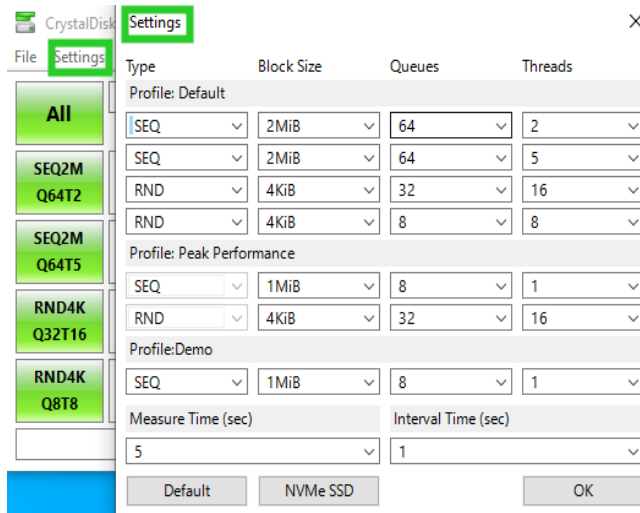 CrystalDisk
File Settings
All
SEQ2M
Q64T2
SEQ2M
Q64T5
RND4K
Q32T16
RND4K
Q8T8
Settings
Type Block Size Queues Threads
Profile: Default
SEQ 2MiB 64 2
SEQ 2MiB 64 5
RND 4KiB 32 16
RND 4KiB 8 8
Profile: Peak Performance
SEQ 1MiB 8 1
RND 4KiB 32 16
Profile:Demo
SEQ 1MiB 8 1
Measure Time (sec) Interval Time (sec)
5 1
Default NVMe SSD OK